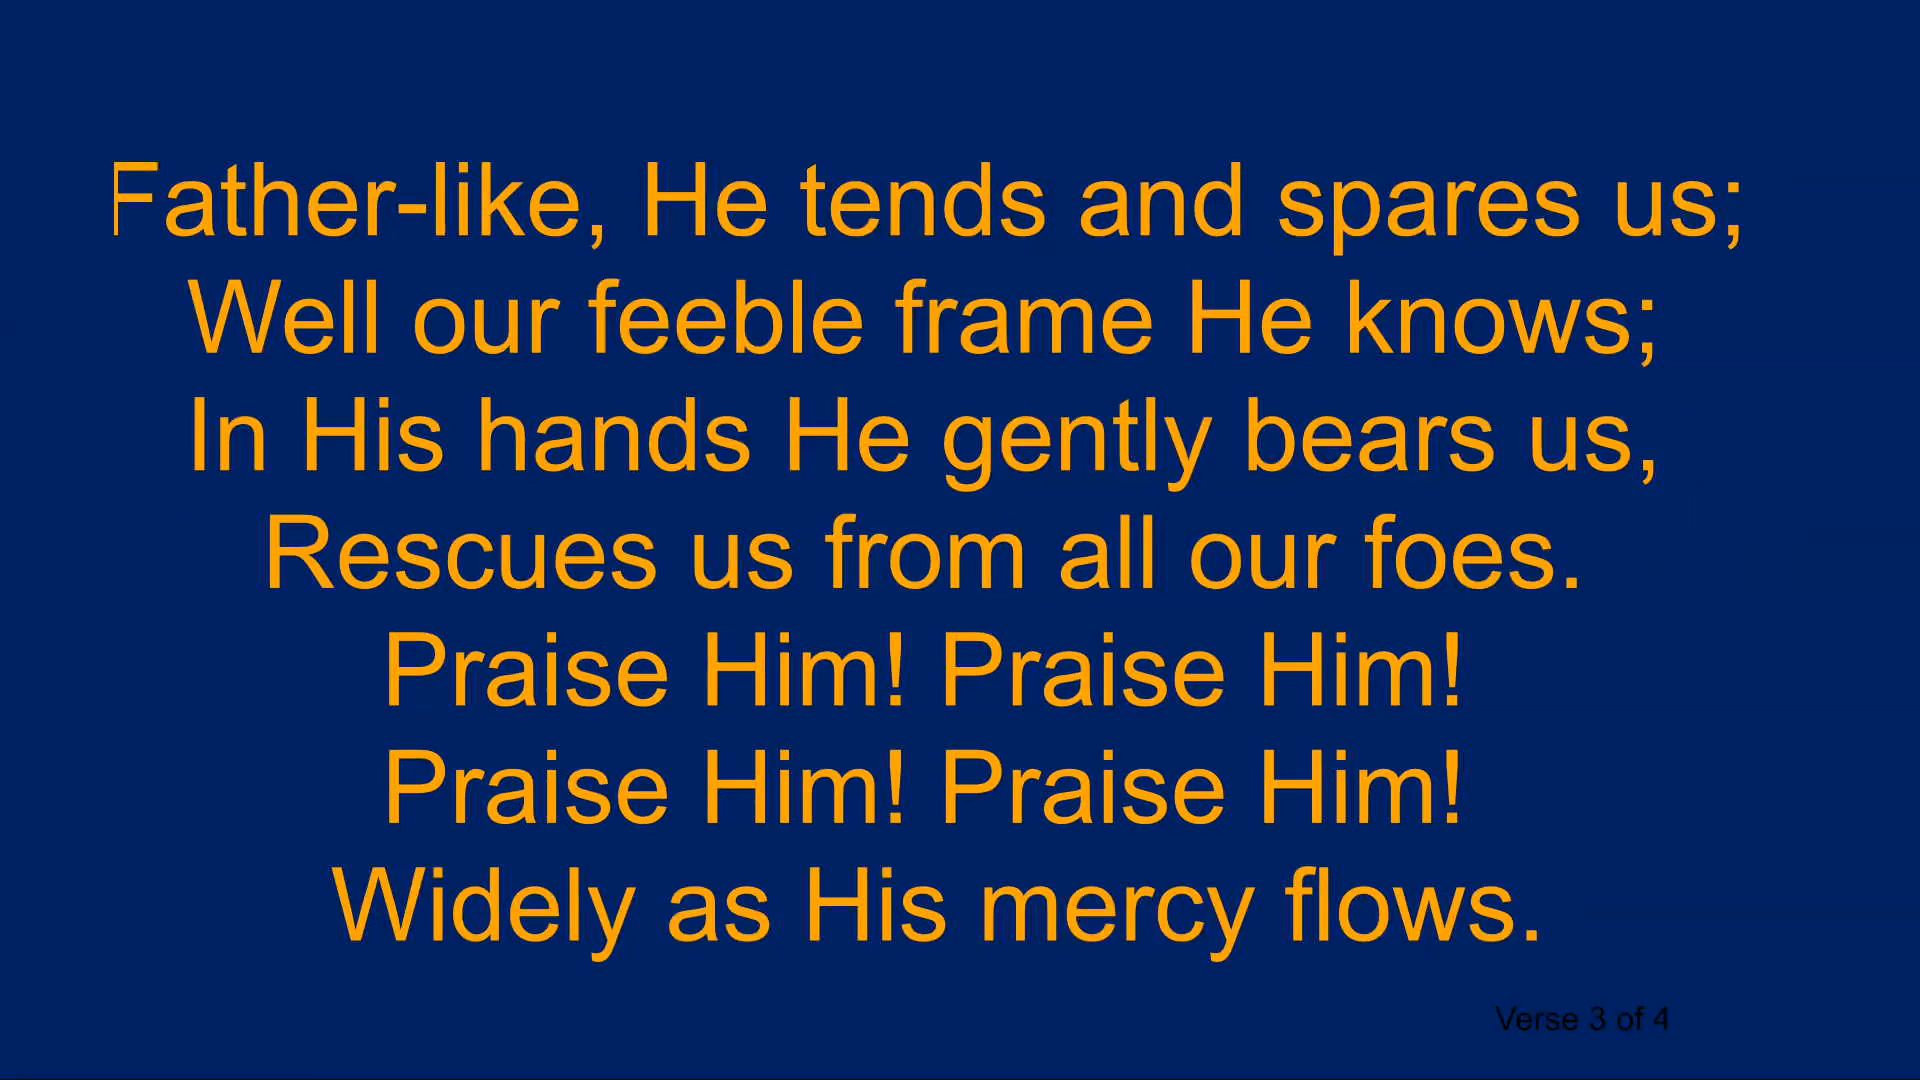 Father-like, He tends and spares us;
Well our feeble frame He knows;
In His hands He gently bears us,
Rescues us from all our foes.
Praise Him! Praise Him!
Praise Him! Praise Him!
Widely as His mercy flows.
Verse 3 of 4